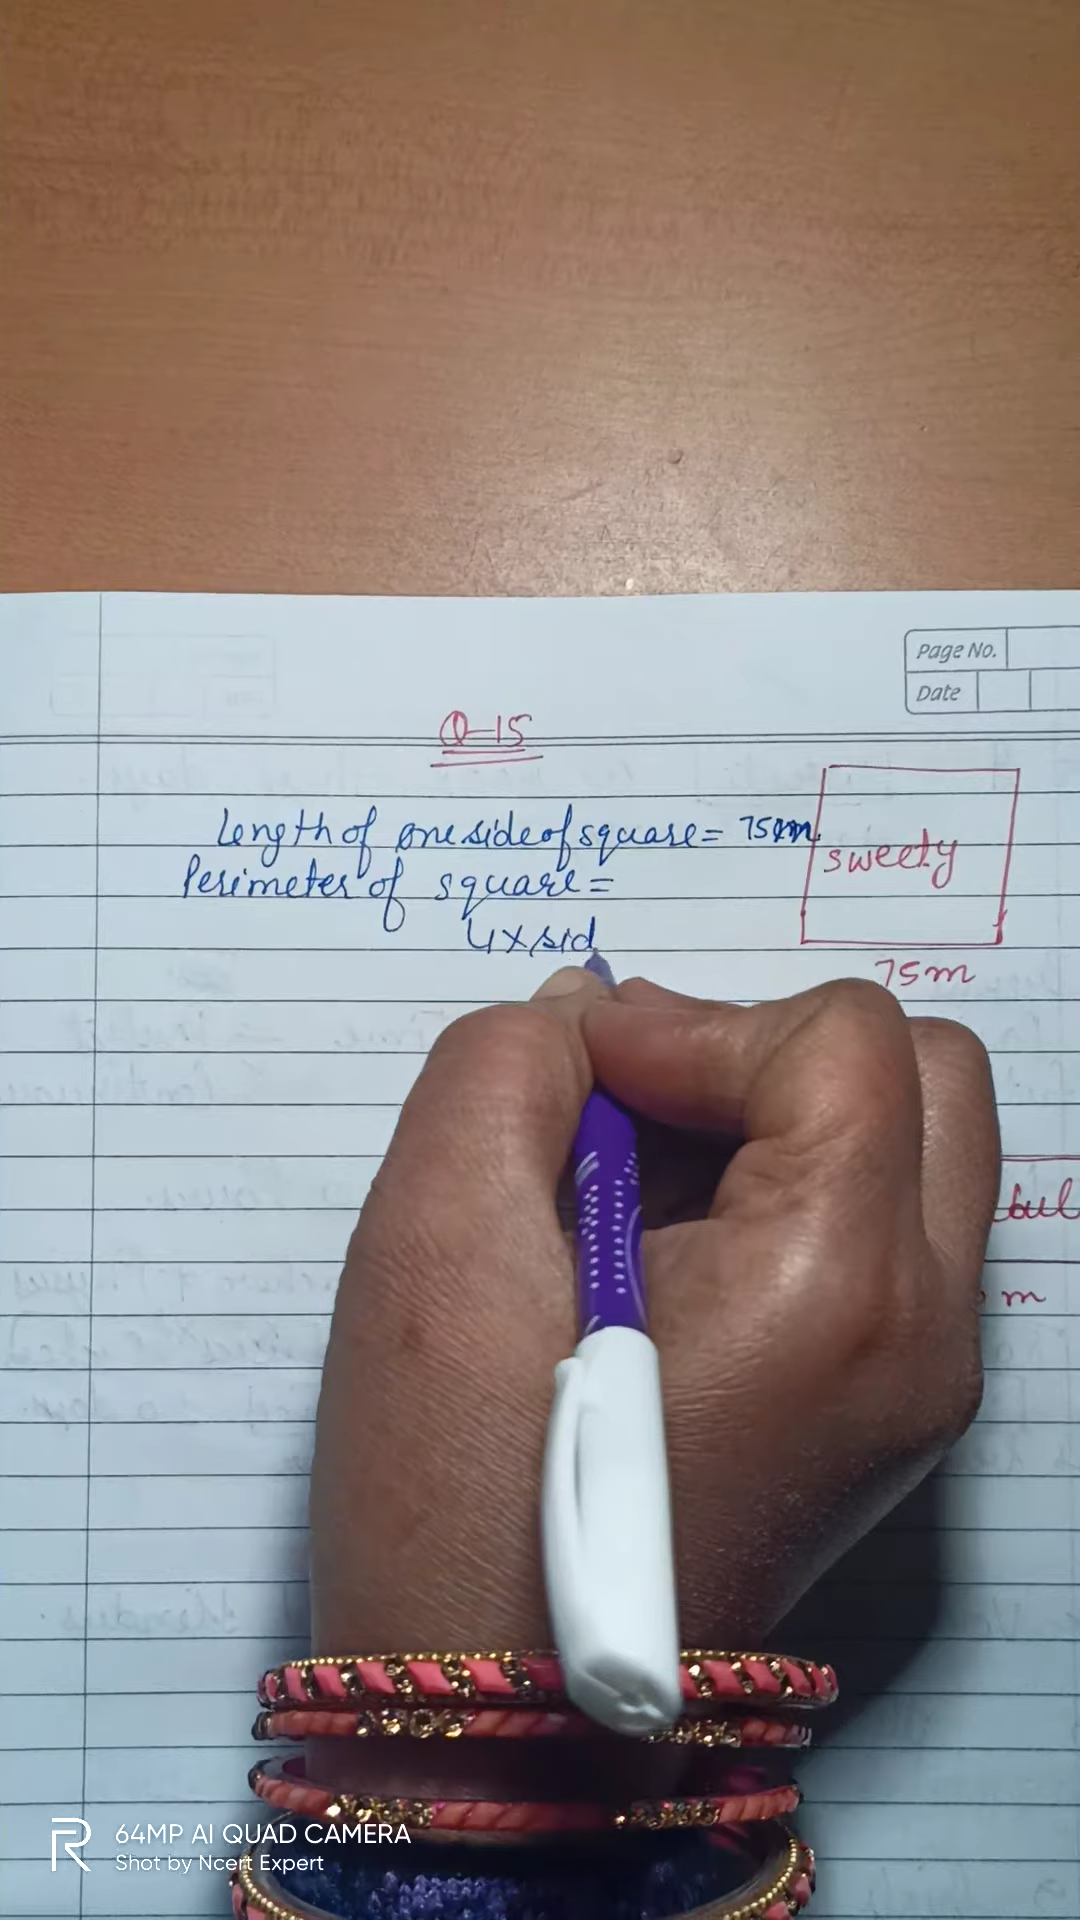 Page No.
Date
Q-15
Length of one side of square = 75m.
Perimeter of square =
4 × sid
sweety
75m
bul
m
64MP AI QUAD CAMERA
Shot by Ncert Expert